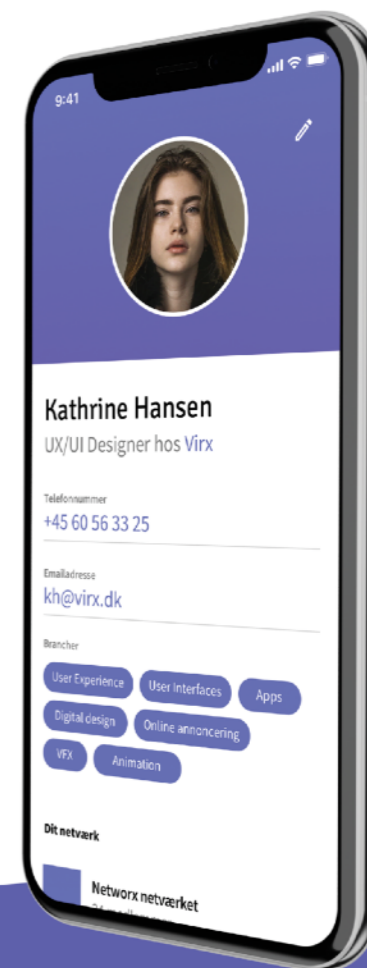 9:41
Kathrine Hansen
UX/UI Designer hos Virx
Telefonnummer
+45 60 56 33 25
Emailadresse
kh@virx.dk
Brancher
User Experience User Interfaces Apps
Digital design Online annoncering
VFX Animation
Dit netværk
Networx netværket